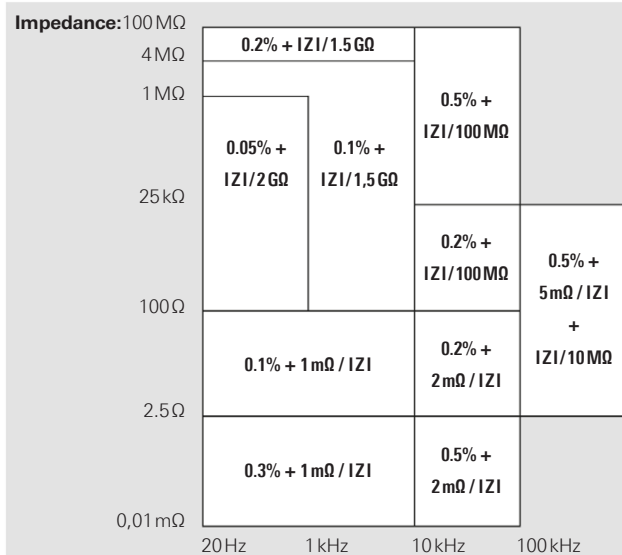 Impedance: 100 MΩ
0.2% + IZI/1.5 GΩ
4 MΩ
1 MΩ
0.5% +
IZI/100 MΩ
0.05% +
IZI/2 GΩ
0.1% +
IZI/1,5 GΩ
25 kΩ
0.2% +
IZI/100 MΩ
0.5% +
5 mΩ/IZI
+
IZI/10 MΩ
100 Ω
0.1% + 1 mΩ / IZI
0.2% +
2 mΩ / IZI
2.5 Ω
0.3% + 1 mΩ / IZI
0.5% +
2 mΩ / IZI
0,01 mΩ
20 Hz 1 kHz 10 kHz 100 kHz